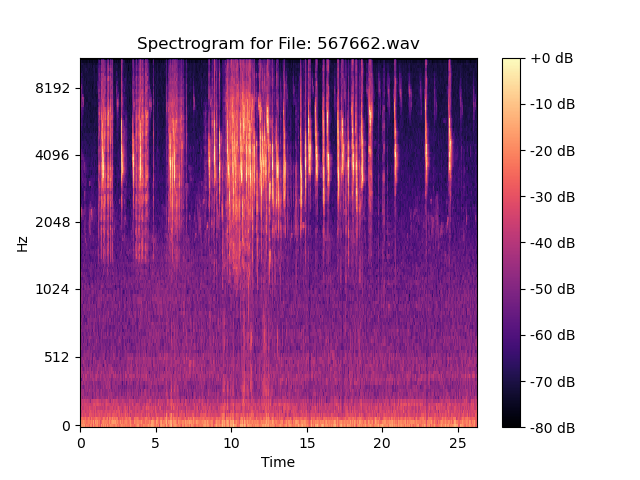 Spectrogram for File: 567662.wav
Hz
8192
4096
2048
1024
512
0
0 5 10 15 20 25
Time
+0 dB
-10 dB
-20 dB
-30 dB
-40 dB
-50 dB
-60 dB
-70 dB
-80 dB